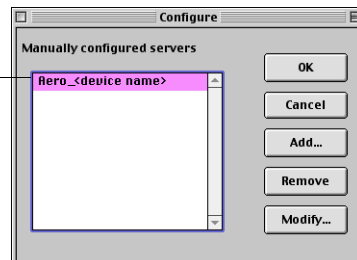 Configure
Manually configured servers
Aero_<device name>
OK
Cancel
Add...
Remove
Modify...